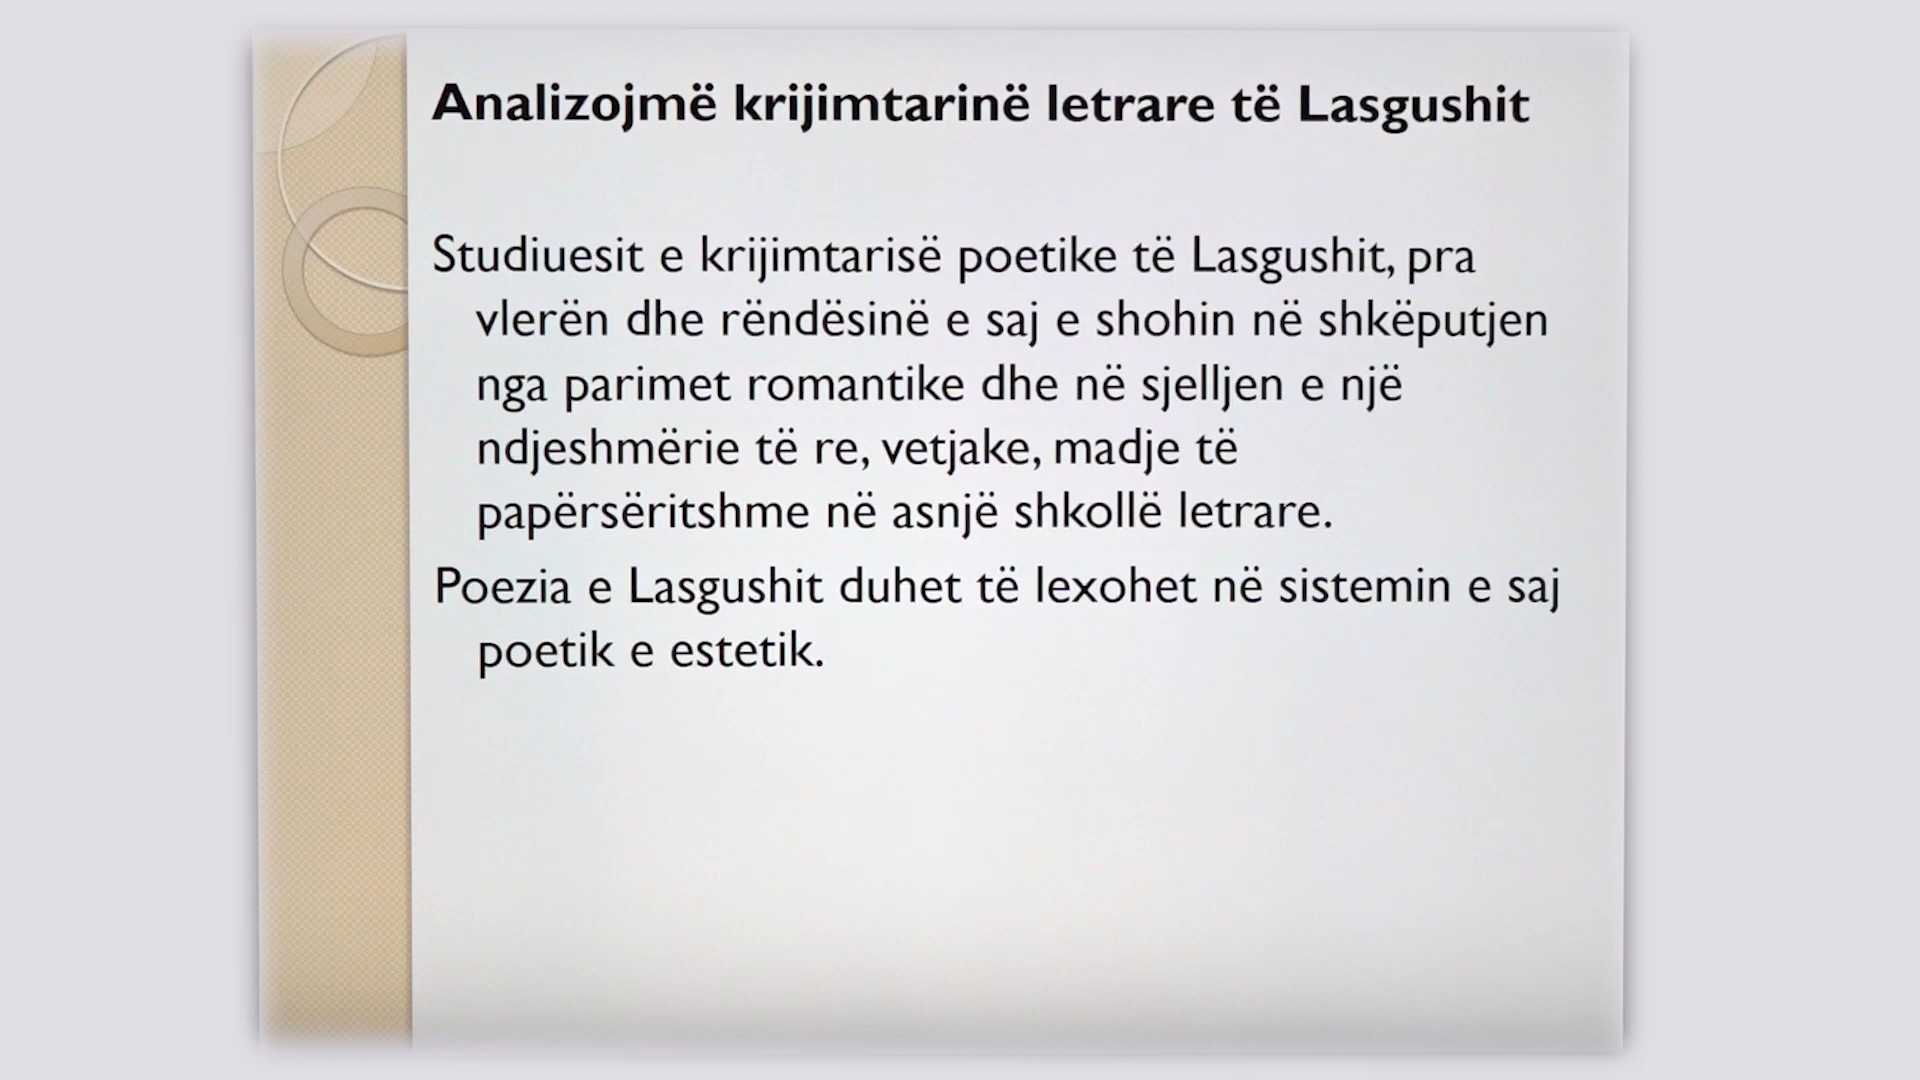 Analizojmë krijimtarinë letrare të Lasgushit
Studiuesit e krijimtarisë poetike të Lasgushit, pra
vlerën dhe rëndësinë e saj e shohin në shkëputjen
nga parimet romantike dhe në sjelljen e një
ndjeshmërie të re, vetjake, madje të
papërsëritshme në asnjë shkollë letrare.
Poezia e Lasgushit duhet të lexohet në sistemin e saj
poetik e estetik.